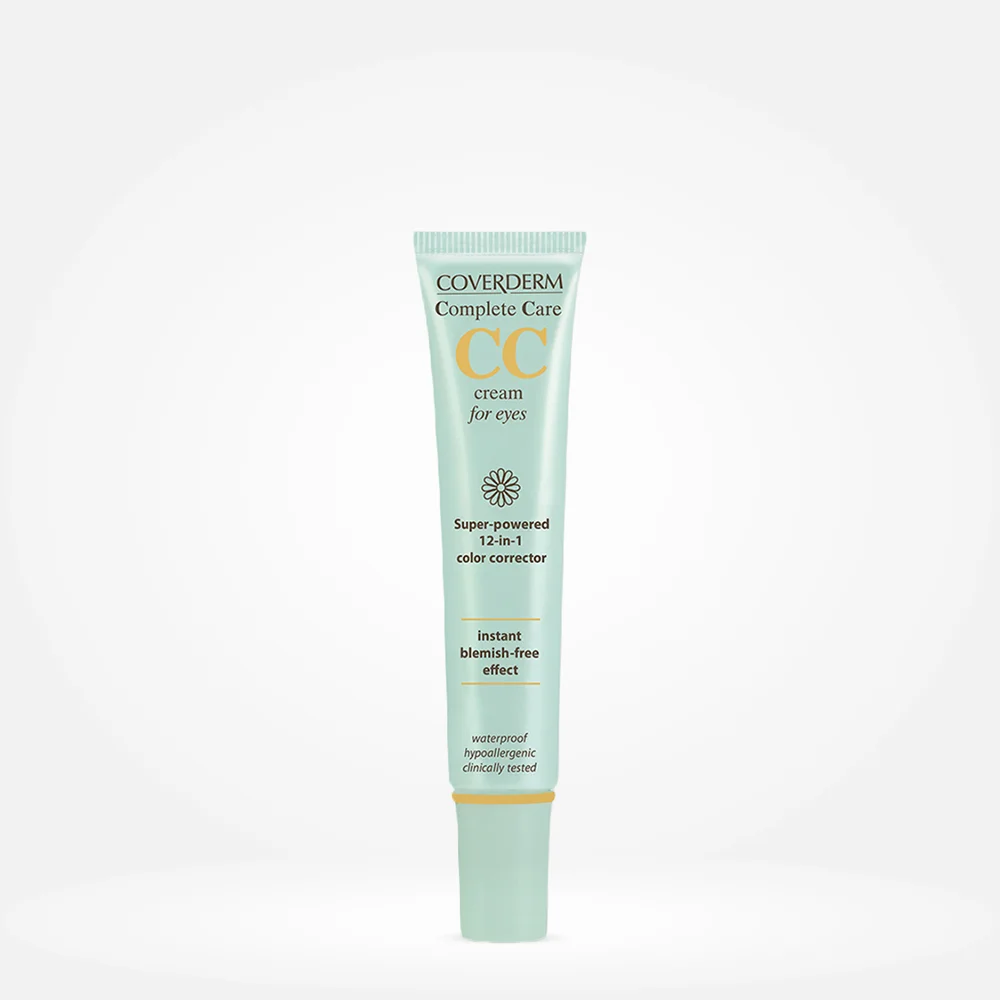 COVERDERM
Complete Care
CC
cream
for eyes
Super-powered
12-in-1
color corrector
instant
blemish-free
effect
waterproof
hypoallergenic
clinically tested